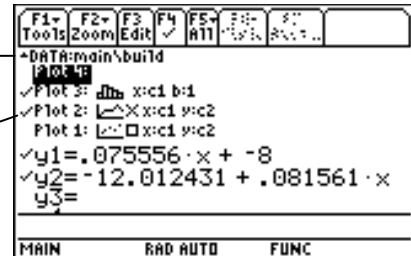 F1 Tools F2 Zoom F3 Edit F4 ✓ F5 All
DATA:main\build
Plot 4:
✓Plot 3: x:c1 b:1
✓Plot 2: x:c1 y:c2
Plot 1: x:c1 y:c2
✓y1=.075556·x + -8
✓y2=-12.012431 + .081561·x
y3=
MAIN RAD AUTO FUNC